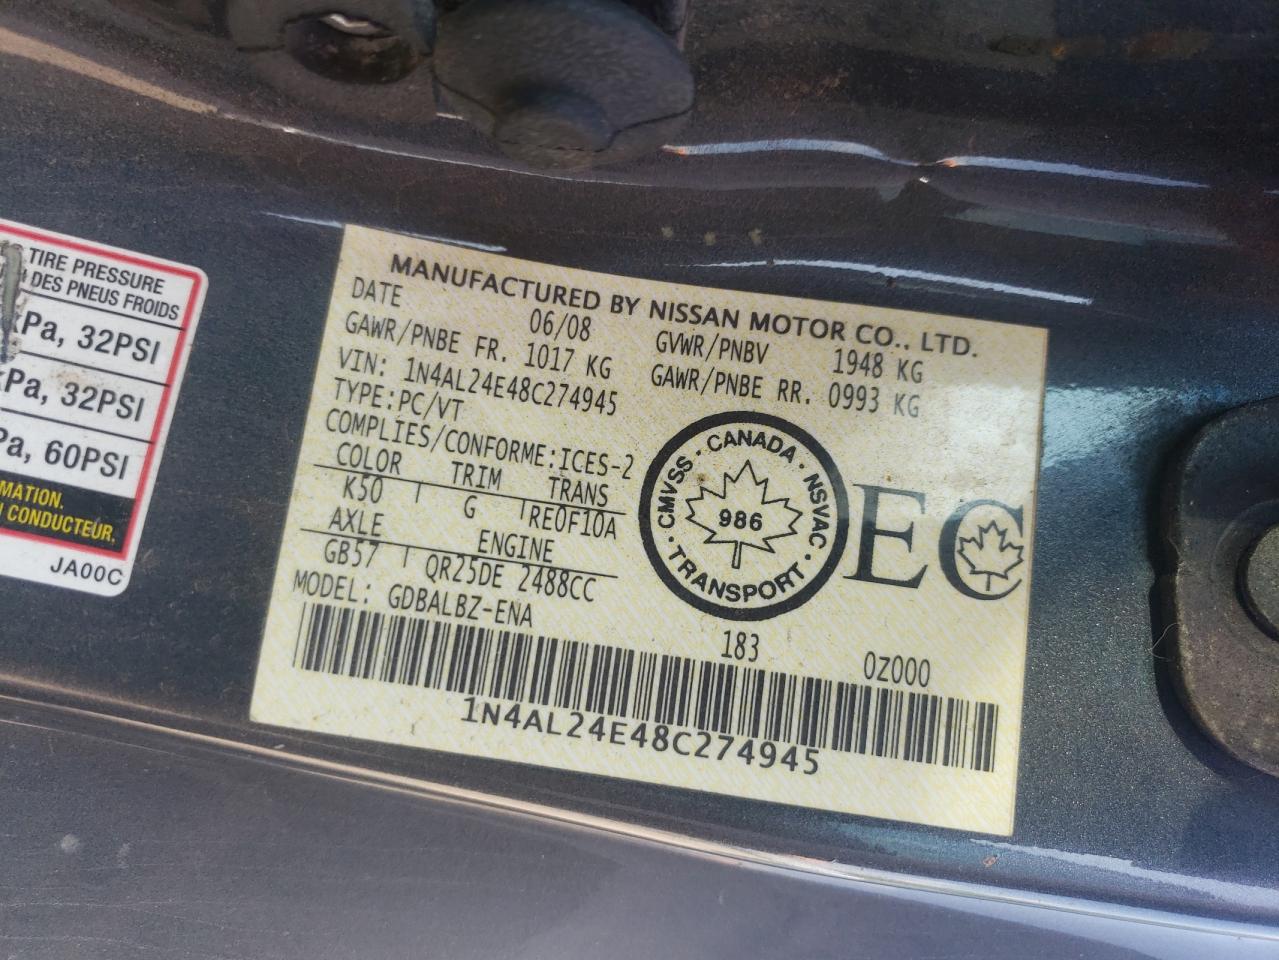 TIRE PRESSURE
DES PNEUS FROIDS
kPa, 32PSI
kPa, 32PSI
Pa, 60PSI
MATION.
CONDUCTEUR.
JA00C
MANUFACTURED BY NISSAN MOTOR CO., LTD.
DATE 06/08 GVWR/PNBV 1948 KG
GAWR/PNBE FR. 1017 KG GAWR/PNBE RR. 0993 KG
VIN: 1N4AL24E48C274945
TYPE:PC/VT
COMPLIES/CONFORME:ICES-2
COLOR TRIM TRANS
K50 G RE0F10A
AXLE ENGINE
GB57 QR25DE 2488CC
MODEL: GDBALBZ-ENA
CMVSS · CANADA · NSVAC · TRANSPORT ·
986
EC
183 0Z000
1N4AL24E48C274945